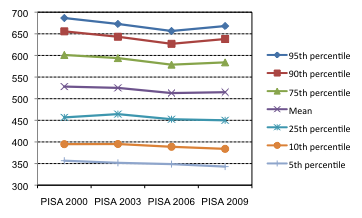 700
650
600
550
500
450
400
350
300
PISA 2000 PISA 2003 PISA 2006 PISA 2009
95th percentile
90th percentile
75th percentile
Mean
25th percentile
10th percentile
5th percentile